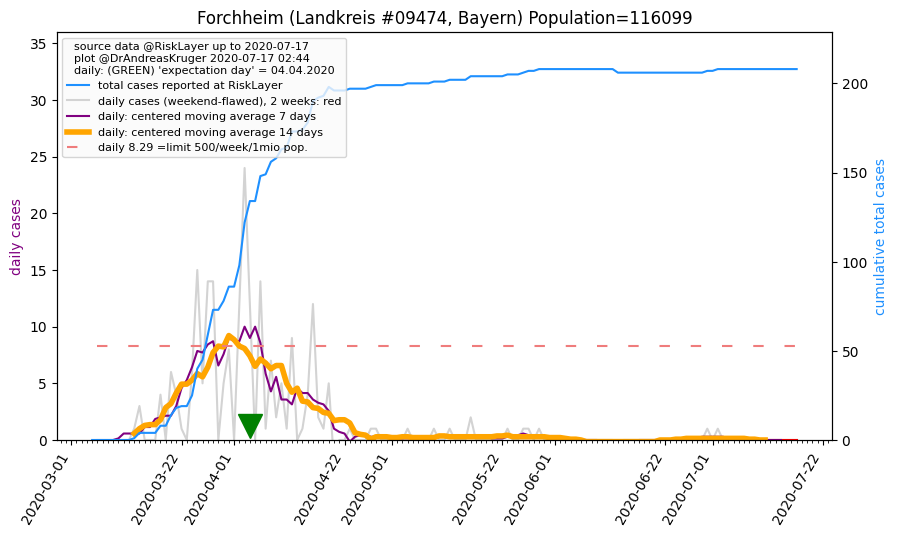 Forchheim (Landkreis #09474, Bayern) Population=116099
source data @RiskLayer up to 2020-07-17
plot @DrAndreasKruger 2020-07-17 02:44
daily: (GREEN) 'expectation day' = 04.04.2020
total cases reported at RiskLayer
daily cases (weekend-flawed), 2 weeks: red
daily: centered moving average 7 days
daily: centered moving average 14 days
daily 8.29 =limit 500/week/1mio pop.
daily cases
35
30
25
20
15
10
5
0
cumulative total cases
200
150
100
50
0
2020-03-01
2020-03-22
2020-04-01
2020-04-22
2020-05-01
2020-05-22
2020-06-01
2020-06-22
2020-07-01
2020-07-22